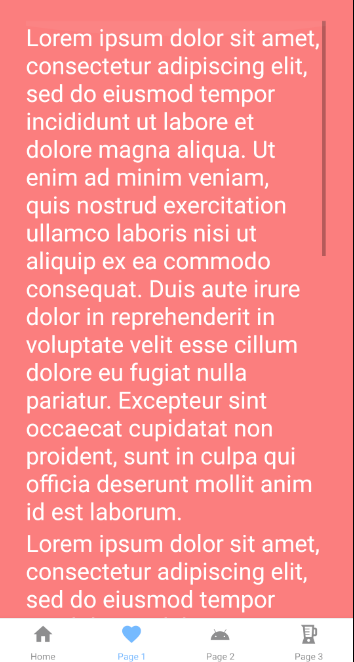 Lorem ipsum dolor sit amet,
consectetur adipiscing elit,
sed do eiusmod tempor
incididunt ut labore et
dolore magna aliqua. Ut
enim ad minim veniam,
quis nostrud exercitation
ullamco laboris nisi ut
aliquip ex ea commodo
consequat. Duis aute irure
dolor in reprehenderit in
voluptate velit esse cillum
dolore eu fugiat nulla
pariatur. Excepteur sint
occaecat cupidatat non
proident, sunt in culpa qui
officia deserunt mollit anim
id est laborum.
Lorem ipsum dolor sit amet,
consectetur adipiscing elit,
sed do eiusmod tempor
Home Page 1 Page 2 Page 3